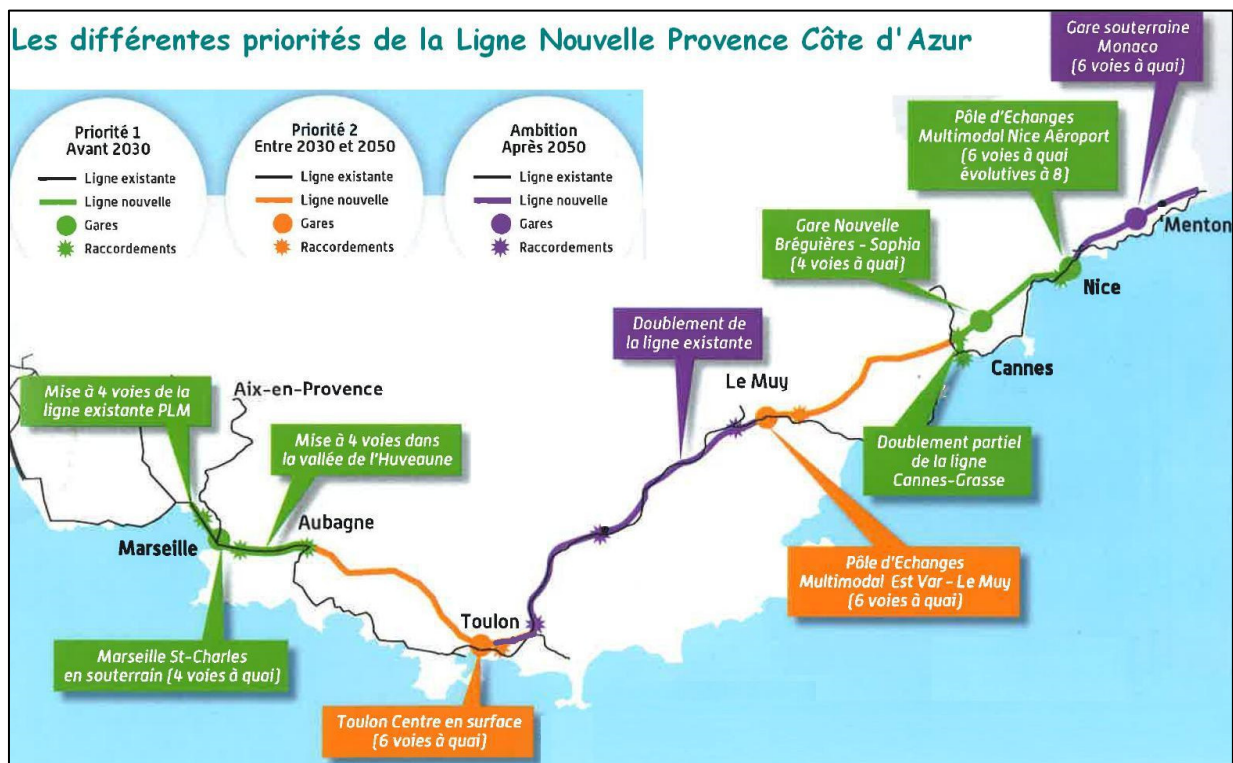 Les différentes priorités de la Ligne Nouvelle Provence Côte d'Azur
Priorité 1
Avant 2030
Ligne existante
Ligne nouvelle
Gares
Raccordements
Priorité 2
Entre 2030 et 2050
Ligne existante
Ligne nouvelle
Gares
Raccordements
Ambition
Après 2050
Ligne existante
Ligne nouvelle
Gares
Raccordements
Gare souterraine
Monaco
(6 voies à quai)
Pôle d'Echanges
Multimodal Nice Aéroport
(6 voies à quai
évolutives à 8)
Gare Nouvelle
Bréguières - Sophia
(4 voies à quai)
Menton
Nice
Doublement de
la ligne existante
Cannes
Le Muy
Mise à 4 voies de la
ligne existante PLM
Aix-en-Provence
Mise à 4 voies dans
la vallée de l'Huveaune
Doublement partiel
de la ligne
Cannes-Grasse
Aubagne
Marseille
Pôle d'Echanges
Multimodal Est Var - Le Muy
(6 voies à quai)
Toulon
Marseille St-Charles
en souterrain (4 voies à quai)
Toulon Centre en surface
(6 voies à quai)